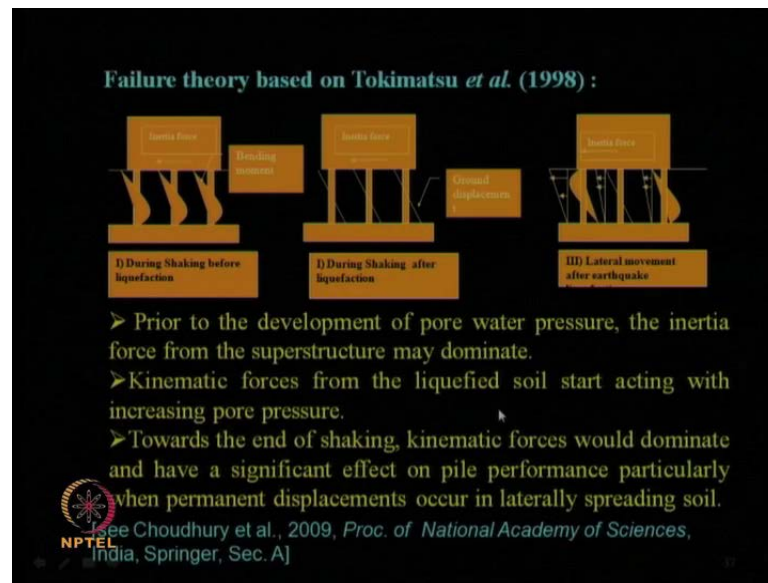 Failure theory based on Tokimatsu et al. (1998) :
Inertia force
Inertia force
Inertia force
Bending
moment
Ground
displacemen
t
I) During Shaking before
liquefaction
I) During Shaking after
liquefaction
III) Lateral movement
after earthquake
➢ Prior to the development of pore water pressure, the inertia
force from the superstructure may dominate.
➢Kinematic forces from the liquefied soil start acting with
increasing pore pressure.
➢Towards the end of shaking, kinematic forces would dominate
and have a significant effect on pile performance particularly
when permanent displacements occur in laterally spreading soil.
[see Choudhury et al., 2009, Proc. of National Academy of Sciences,
India, Springer, Sec. A]
NPTEL